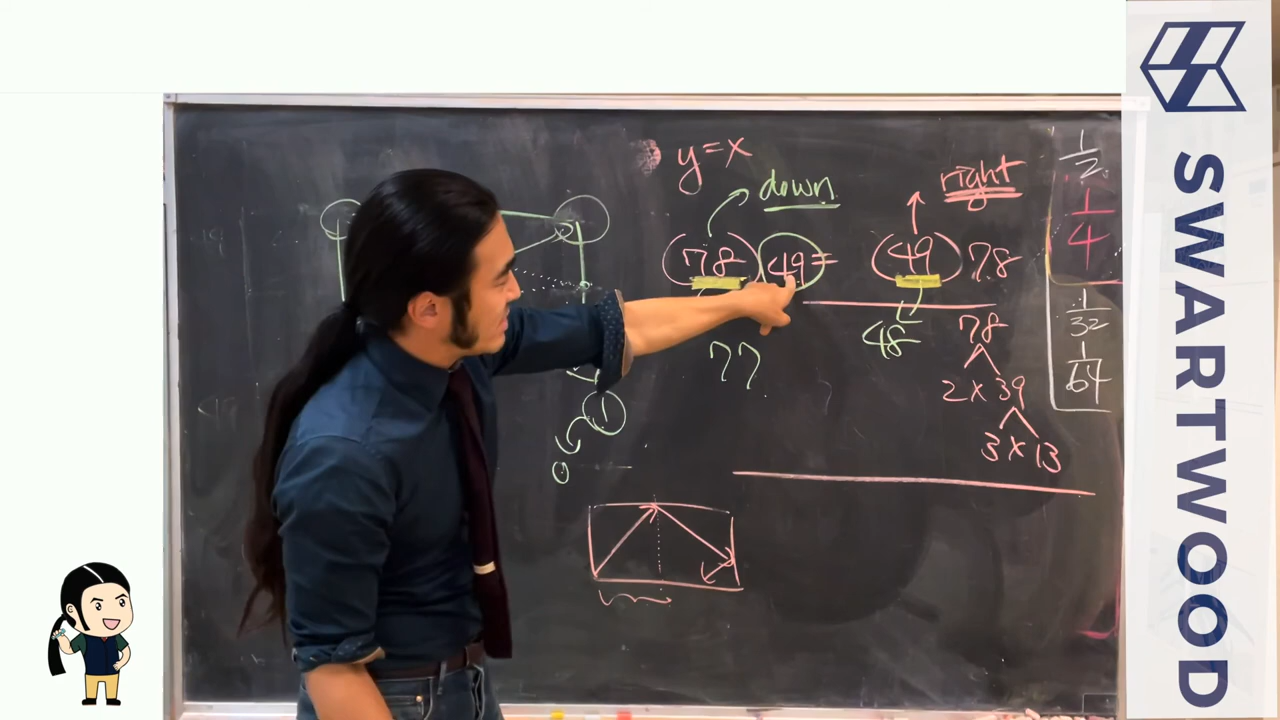 y=x
down
right
(78) 49 = (49) 78
77
48
78
2 x 39
3 x 13
1
0
1/2
1/4
1/32
1/64
SWARTWOOD